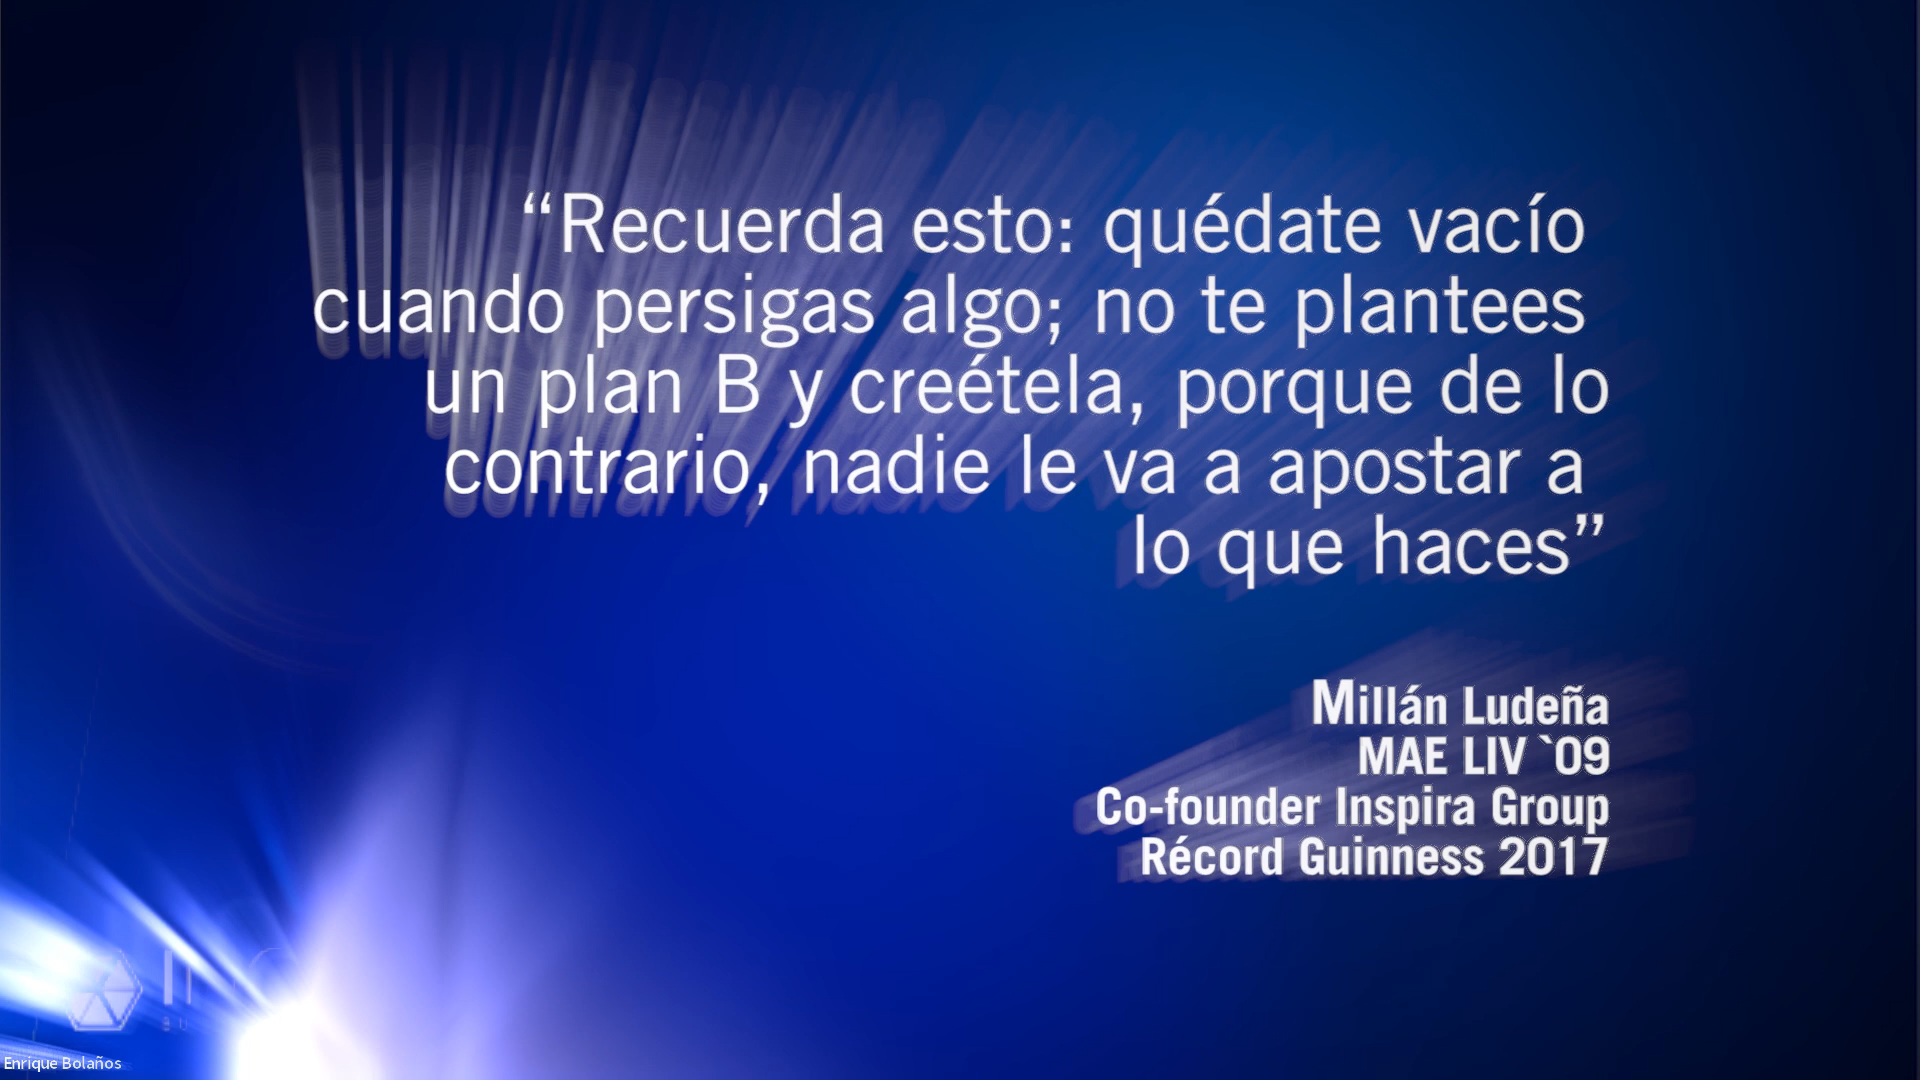 “Recuerda esto: quédate vacío
cuando persigas algo; no te plantees
un plan B y creétela, porque de lo
contrario, nadie le va a apostar a
lo que haces”
Millán Ludeña
MAE LIV `09
Co-founder Inspira Group
Récord Guinness 2017
Enrique Bolaños